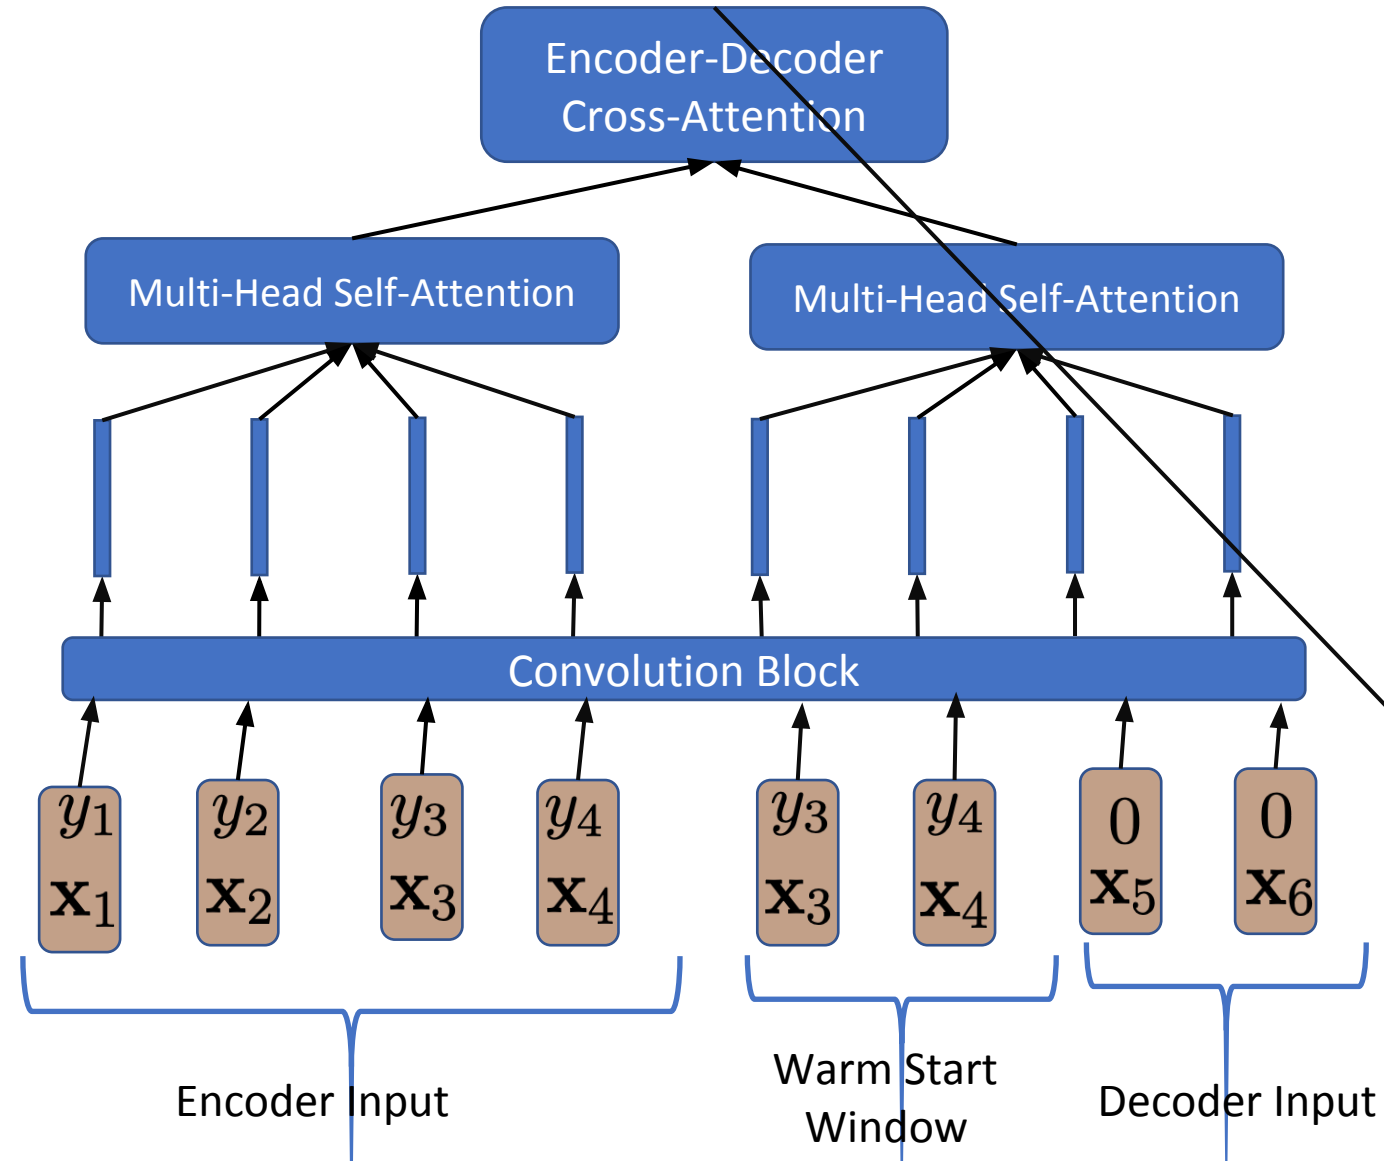 Encoder-Decoder
Cross-Attention
Multi-Head Self-Attention
Multi-Head Self-Attention
Convolution Block
y₁ y₂ y₃ y₄ y₃ y₄ 0 0
𝐱₁ 𝐱₂ 𝐱₃ 𝐱₄ 𝐱₃ 𝐱₄ 𝐱₅ 𝐱₆
Encoder Input
Warm Start
Window
Decoder Input